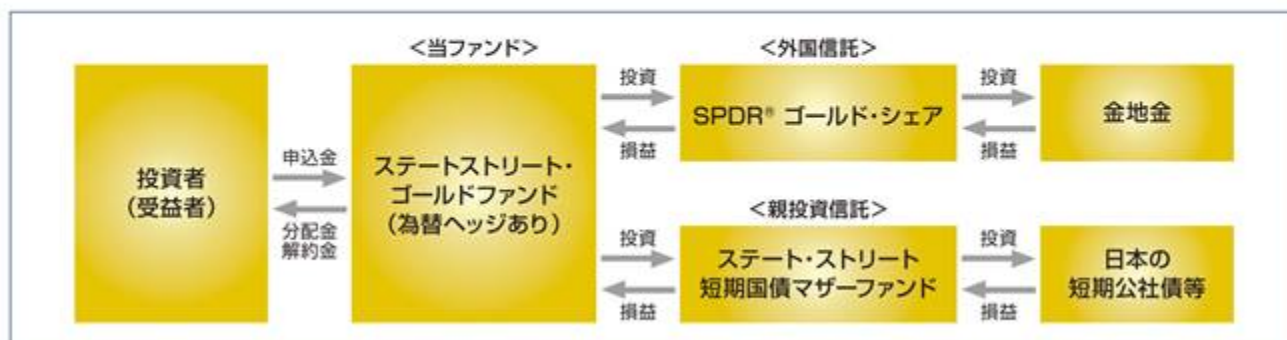 <当ファンド>
<外国信託>
投資者
(受益者)
申込金
分配金
解約金
ステートストリート・
ゴールドファンド
(為替ヘッジあり)
投資
損益
SPDR® ゴールド・シェア
投資
損益
金地金
<親投資信託>
投資
損益
ステート・ストリート
短期国債マザーファンド
投資
損益
日本の
短期公社債等